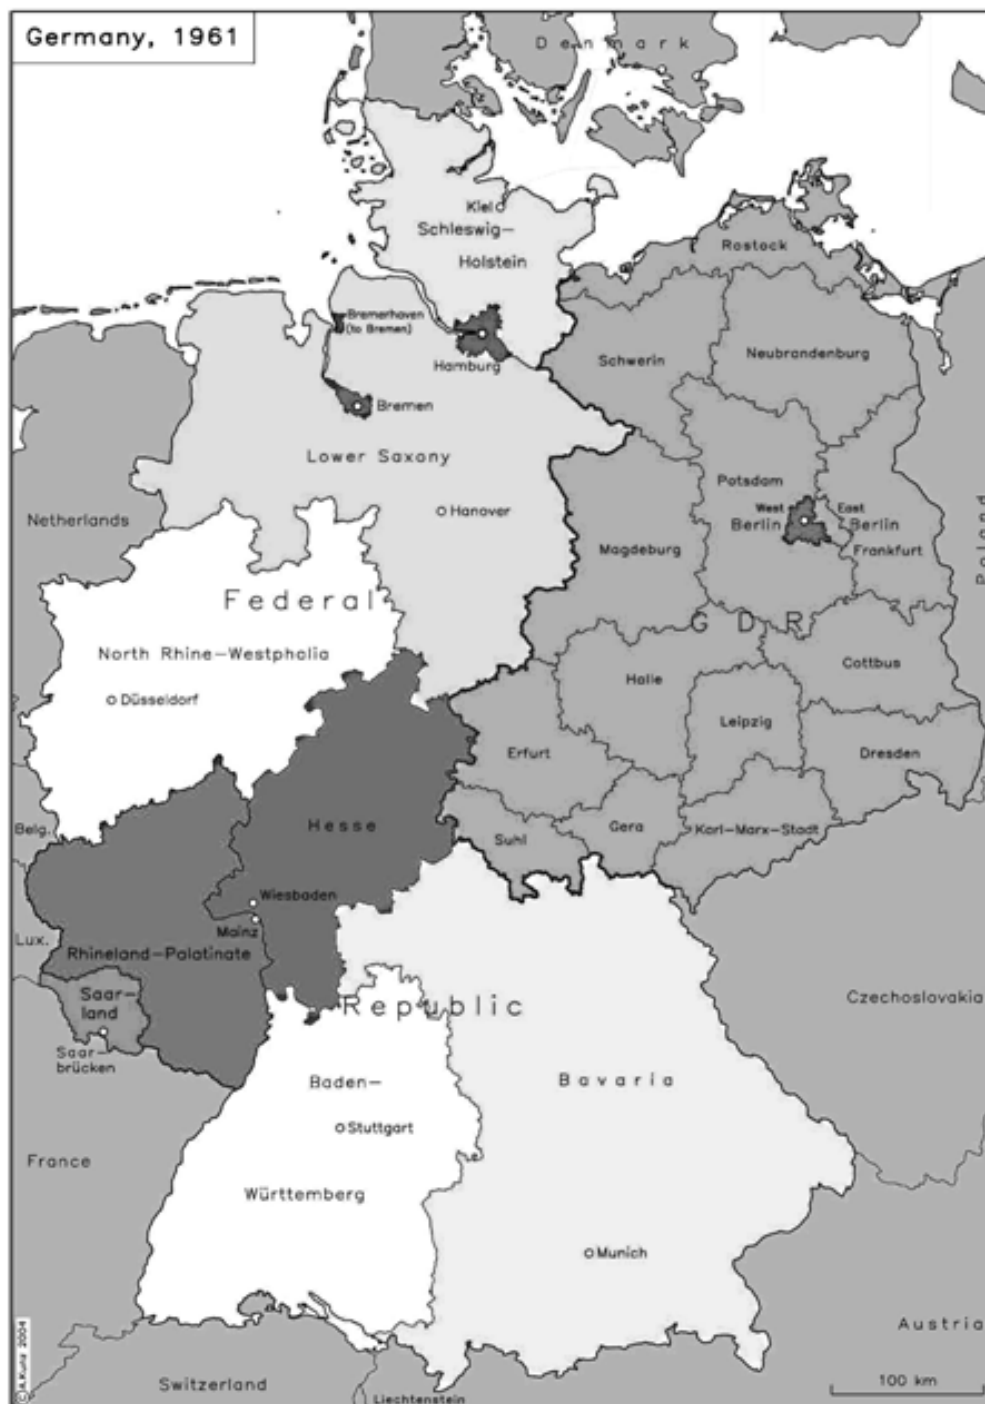 Germany, 1961
Denmark
Kiel
Schleswig-
Holstein
Rostock
Bremerhaven
(to Bremen)
Hamburg
Schwerin
Neubrandenburg
Bremen
Lower Saxony
Potsdam
Hanover
West
East
Berlin
Berlin
Netherlands
Magdeburg
Frankfurt
Poland
Federal
G D R
North Rhine-Westpholia
Cottbus
Düsseldorf
Halle
Leipzig
Erfurt
Dresden
Hesse
Belg.
Suhl
Gera
Karl-Marx-Stadt
Wiesbaden
Mainz
Lux.
Rhineland-Palatinate
Saar-
land
Republic
Czechoslovakia
Saar-
brücken
Baden-
Bavaria
Stuttgart
France
Württemberg
Munich
Austria
©A.Kunz 2004
Switzerland
Liechtenstein
100 km